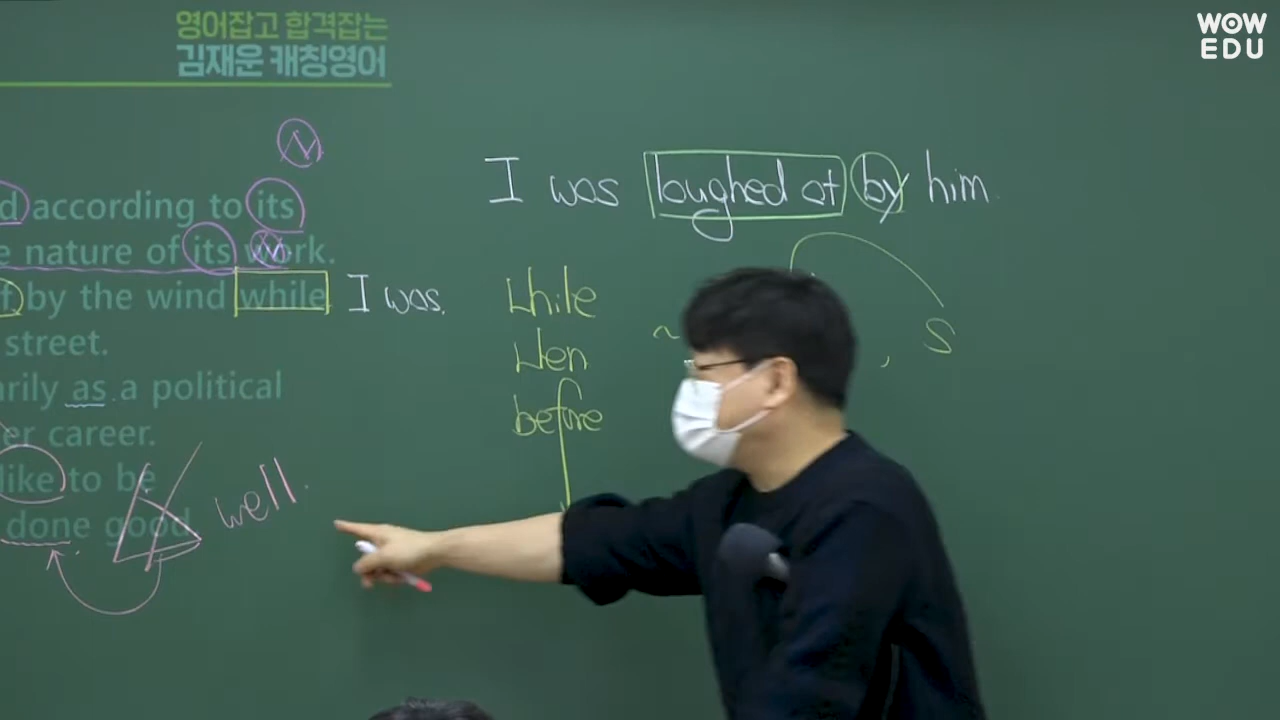 영어잡고 합격잡는
김재운 캐칭영어
WOW
EDU
N
d according to its
e nature of its work.
N
f by the wind while I was.
street.
arily as a political
er career.
like to be
done good
well.
I was laughed at by him.
while
when
before
~
, S